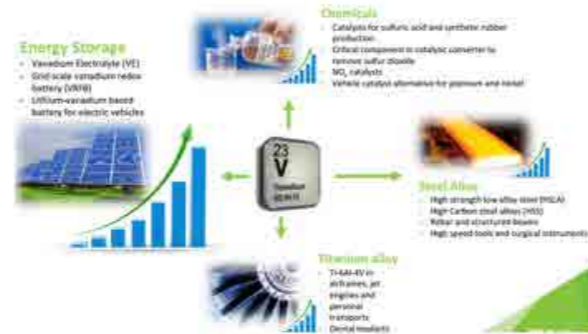 Chemicals
Catalysts for sulfuric acid and synthetic rubber
production
Critical component in catalytic converter to
remove sulfur dioxide
catalysts
Vehicle catalyst alternative for platinum and
Energy Storage
Vanadium Electrolyte (VE)
Grid scale vanadium redox
battery (VRFB)
Lithium-vanadium based
battery for electric vehicles
23
V
Vanadium
Steel Alloy
High strength low alloy steel (HSLA)
High Carbon steel alloys (HSS)
Rebar and structural beams
High speed tools and surgical instruments
Titanium alloy
Ti-6Al-4V in
airframes, jet
engines and
personal
transports
Dental implants